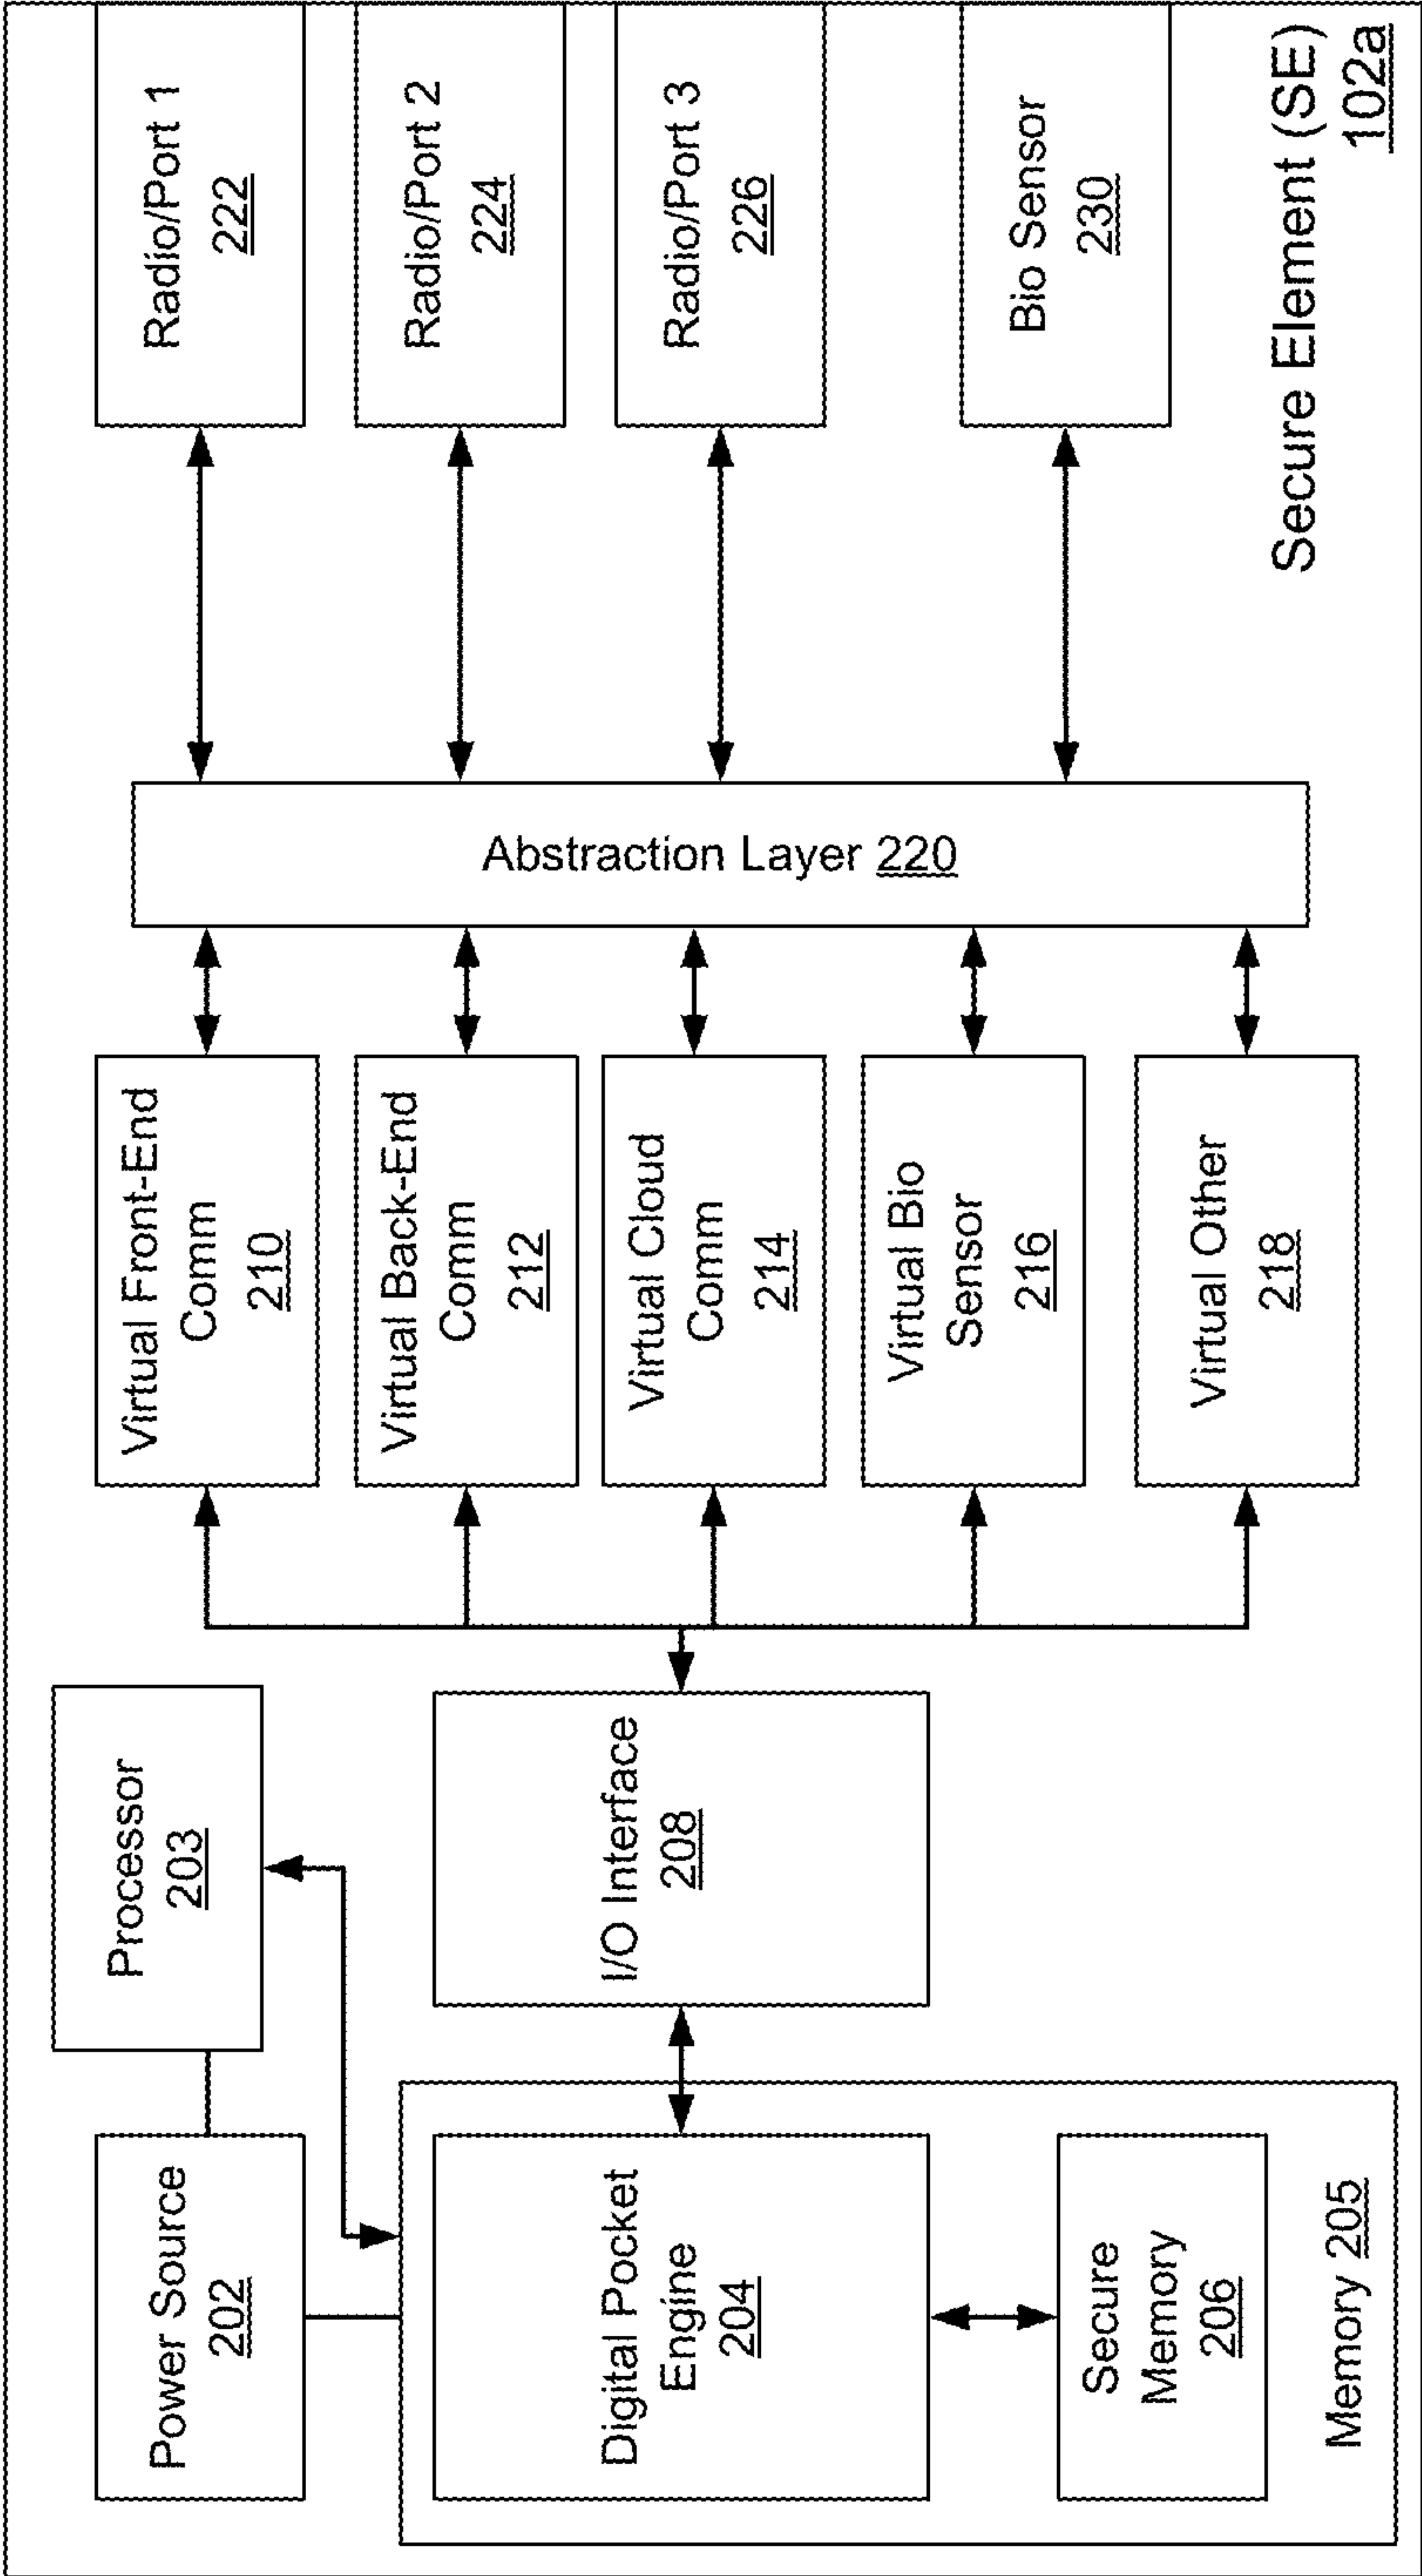 Power Source
202
Processor
203
Digital Pocket
Engine
204
Secure
Memory
206
Memory 205
I/O Interface
208
Virtual Front-End
Comm
210
Virtual Back-End
Comm
212
Virtual Cloud
Comm
214
Virtual Bio
Sensor
216
Virtual Other
218
Abstraction Layer 220
Radio/Port 1
222
Radio/Port 2
224
Radio/Port 3
226
Bio Sensor
230
Secure Element (SE)
102a